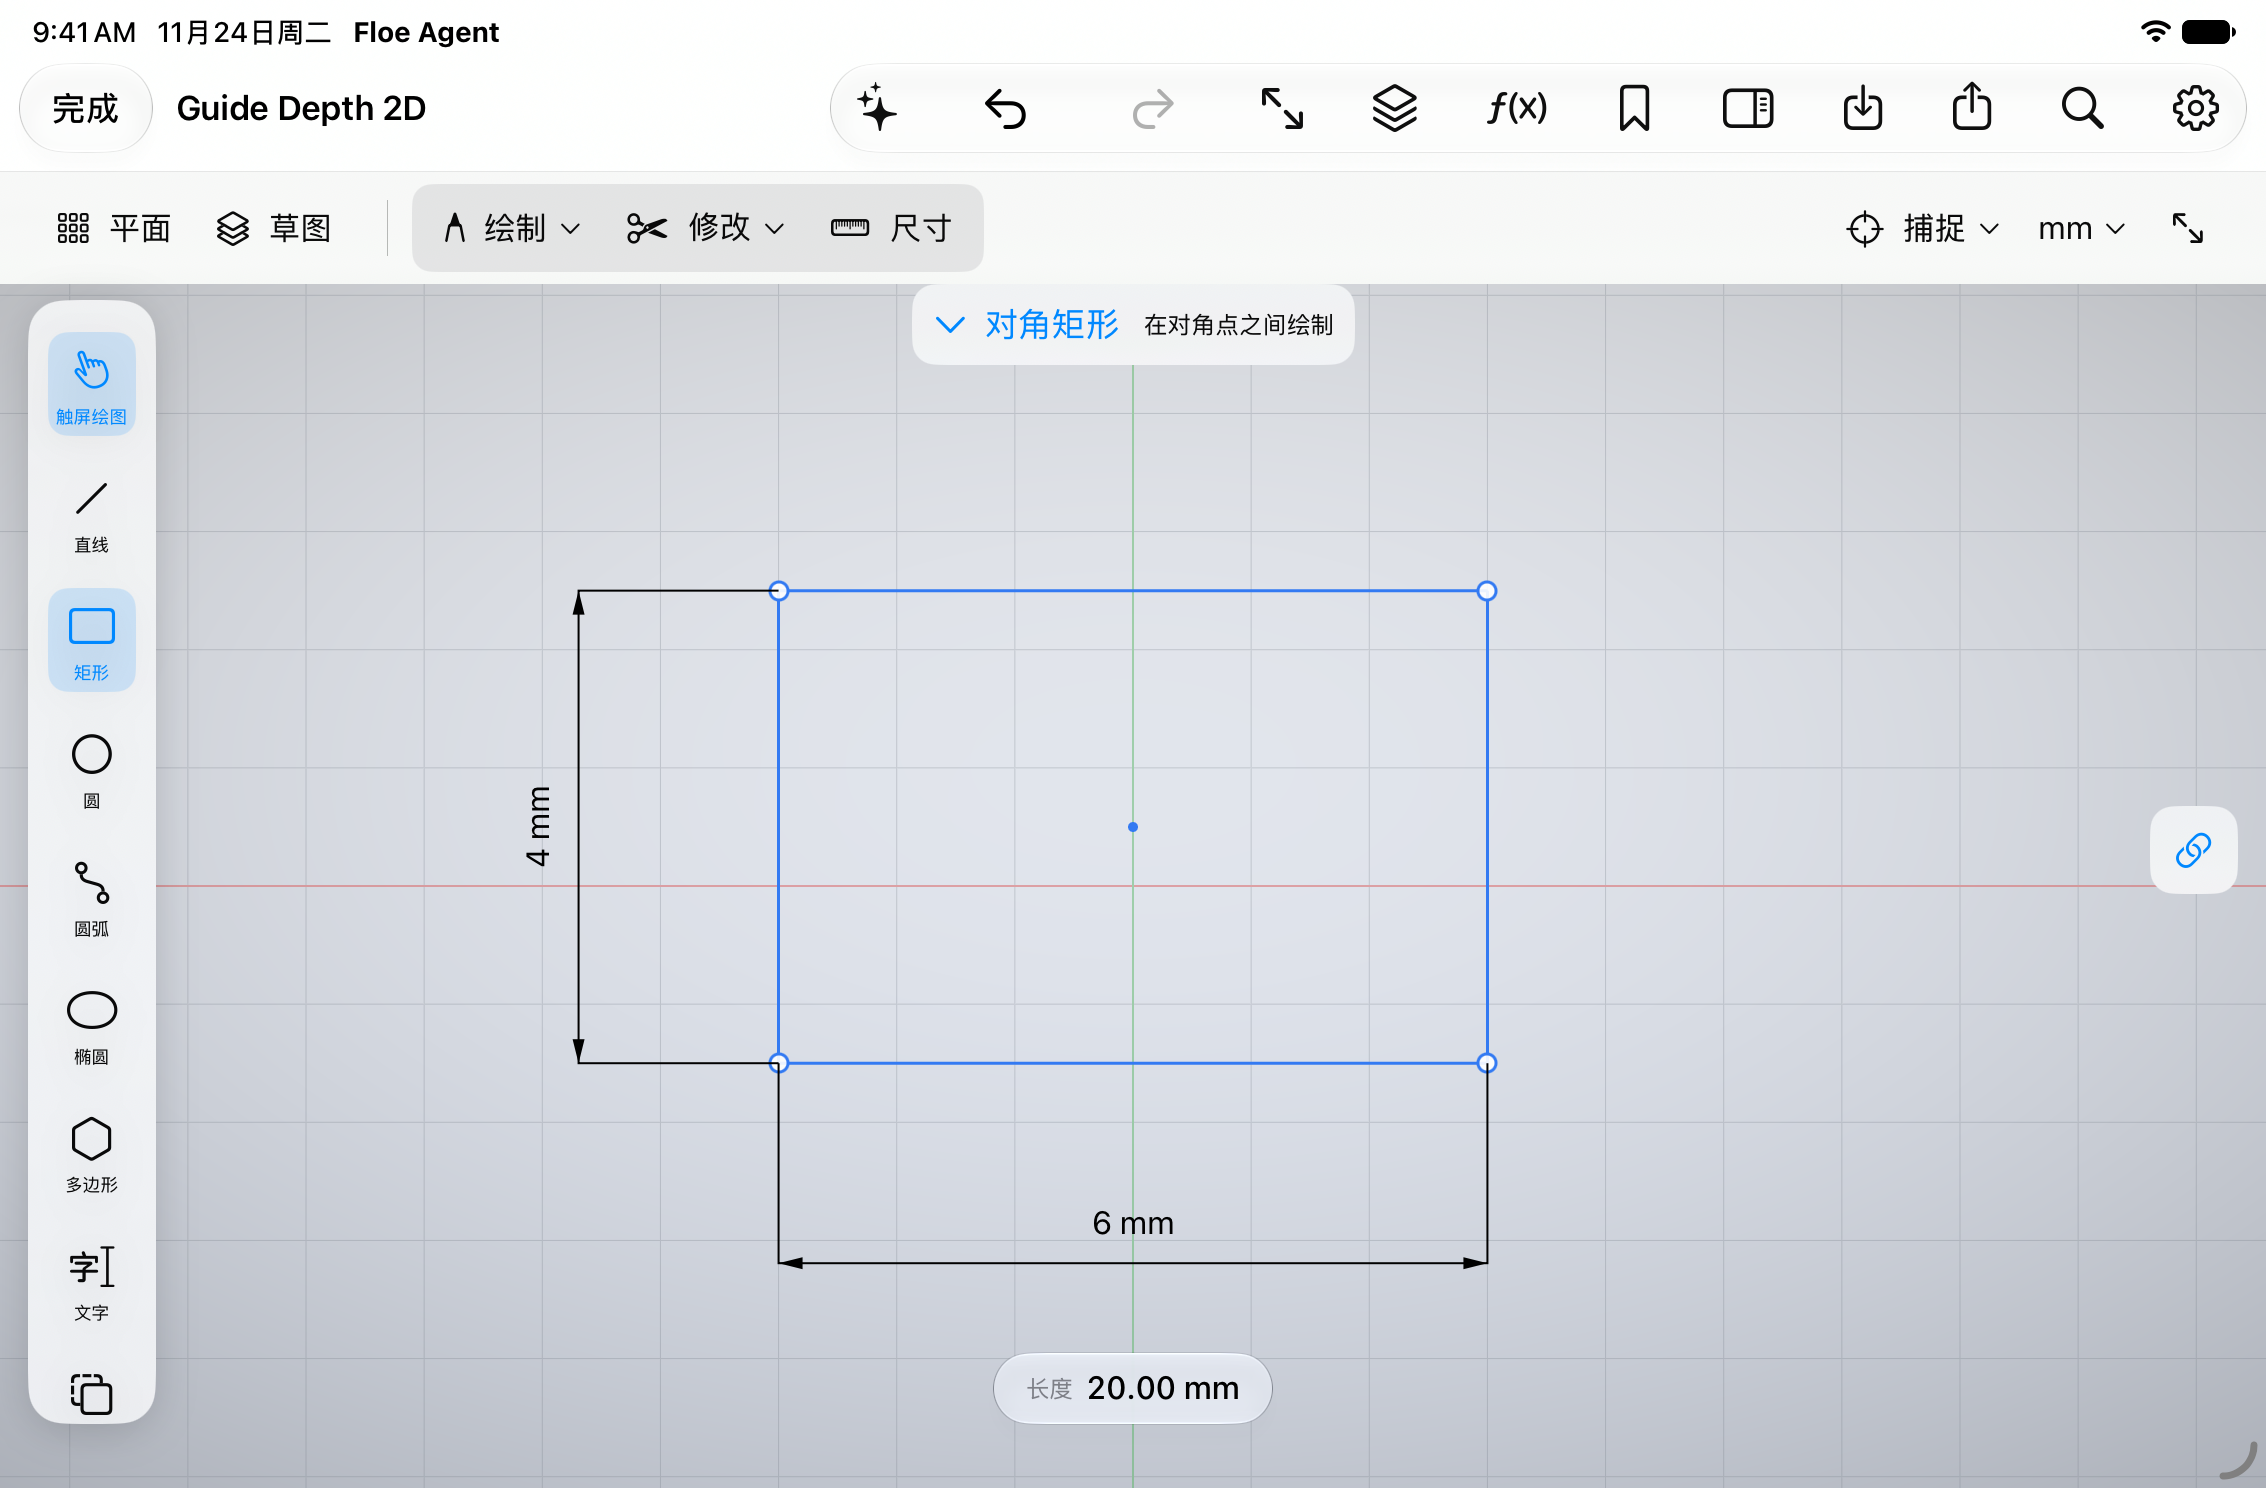 9:41 AM 11月24日周二 Floe Agent
完成 Guide Depth 2D
f(x)
平面 草图 绘制 修改 尺寸 捕捉 mm
对角矩形 在对角点之间绘制
触屏绘图
直线
矩形
圆
4 mm
圆弧
椭圆
多边形
6 mm
字
文字
长度 20.00 mm